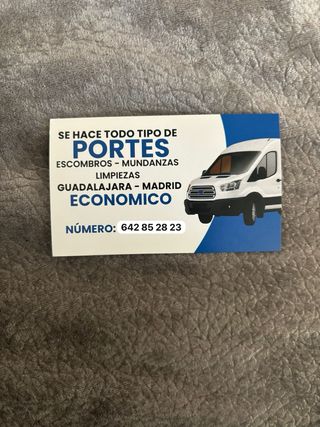 SE HACE TODO TIPO DE
PORTES
ESCOMBROS - MUNDANZAS
LIMPIEZAS
GUADALAJARA - MADRID
ECONOMICO
NÚMERO: 642 85 28 23